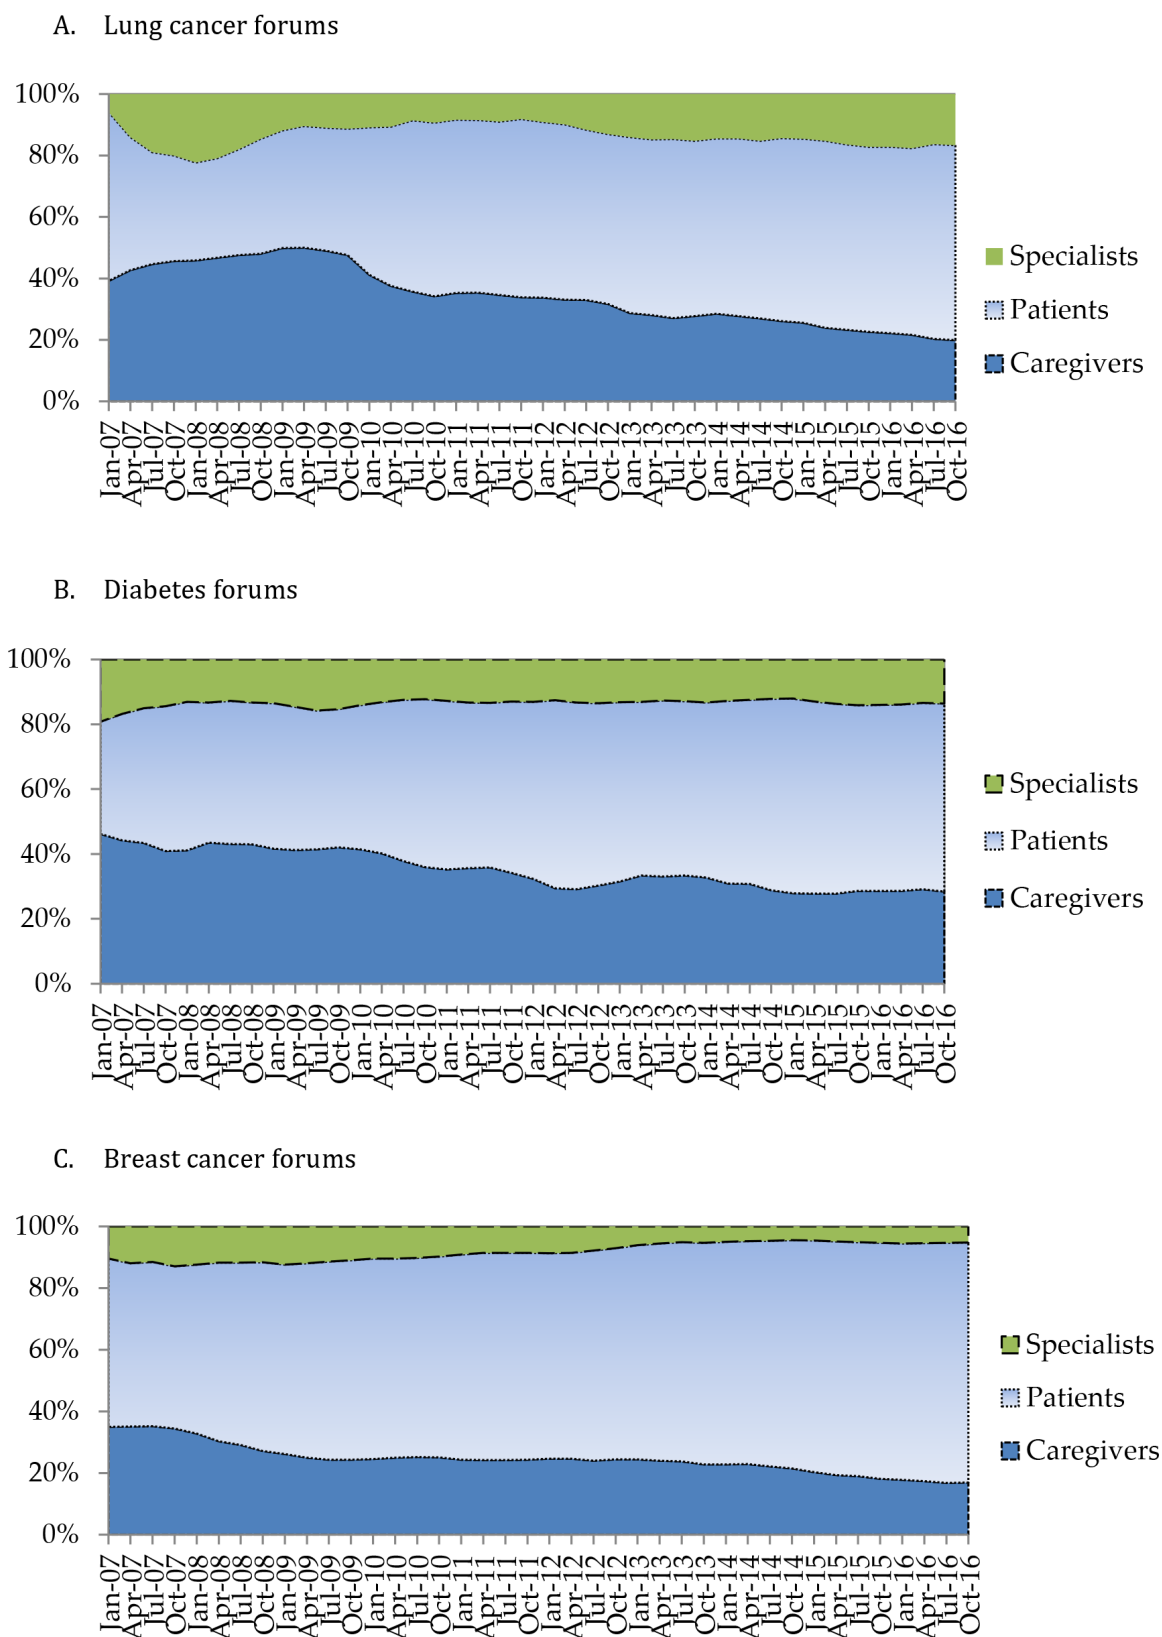 A. Lung cancer forums
100%
80%
60%
40%
20%
0%
Specialists
Patients
Caregivers
Jan-07
Apr-07
Jul-07
Oct-07
Jan-08
Apr-08
Jul-08
Oct-08
Jan-09
Apr-09
Jul-09
Oct-09
Jan-10
Apr-10
Jul-10
Oct-10
Jan-11
Apr-11
Jul-11
Oct-11
Jan-12
Apr-12
Jul-12
Oct-12
Jan-13
Apr-13
Jul-13
Oct-13
Jan-14
Apr-14
Jul-14
Oct-14
Jan-15
Apr-15
Jul-15
Oct-15
Jan-16
Apr-16
Jul-16
Oct-16
B. Diabetes forums
100%
80%
60%
40%
20%
0%
Specialists
Patients
Caregivers
Jan-07
Apr-07
Jul-07
Oct-07
Jan-08
Apr-08
Jul-08
Oct-08
Jan-09
Apr-09
Jul-09
Oct-09
Jan-10
Apr-10
Jul-10
Oct-10
Jan-11
Apr-11
Jul-11
Oct-11
Jan-12
Apr-12
Jul-12
Oct-12
Jan-13
Apr-13
Jul-13
Oct-13
Jan-14
Apr-14
Jul-14
Oct-14
Jan-15
Apr-15
Jul-15
Oct-15
Jan-16
Apr-16
Jul-16
Oct-16
C. Breast cancer forums
100%
80%
60%
40%
20%
0%
Specialists
Patients
Caregivers
Jan-07
Apr-07
Jul-07
Oct-07
Jan-08
Apr-08
Jul-08
Oct-08
Jan-09
Apr-09
Jul-09
Oct-09
Jan-10
Apr-10
Jul-10
Oct-10
Jan-11
Apr-11
Jul-11
Oct-11
Jan-12
Apr-12
Jul-12
Oct-12
Jan-13
Apr-13
Jul-13
Oct-13
Jan-14
Apr-14
Jul-14
Oct-14
Jan-15
Apr-15
Jul-15
Oct-15
Jan-16
Apr-16
Jul-16
Oct-16